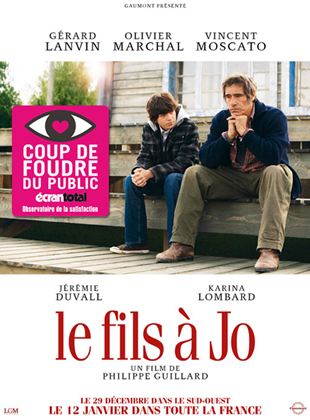 GAUMONT PRÉSENTE
GÉRARD LANVIN
OLIVIER MARCHAL
VINCENT MOSCATO
COUP DE
FOUDRE
DU PUBLIC
écrantotal
Observatoire de la satisfaction
JÉRÉMIE DUVALL
KARINA LOMBARD
le fils à Jo
UN FILM DE
PHILIPPE GUILLARD
LE 29 DÉCEMBRE DANS LE SUD-OUEST
LE 12 JANVIER DANS TOUTE LA FRANCE
LGM